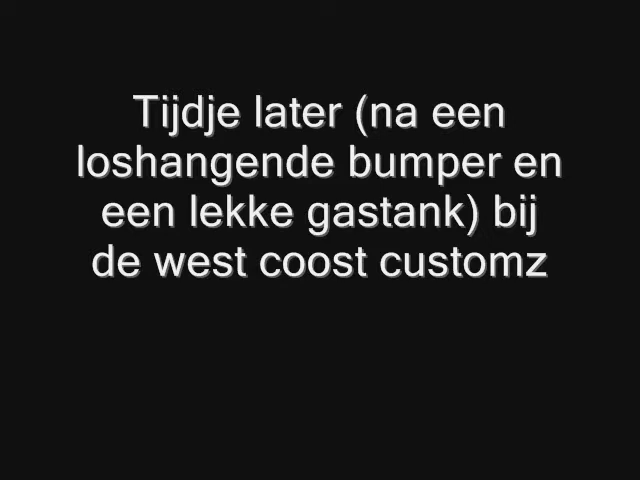 Tijdje later (na een
loshangende bumper en
een lekke gastank) bij
de west coost customz